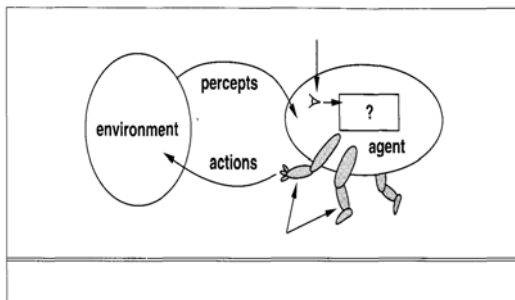 percepts
?
environment
agent
actions